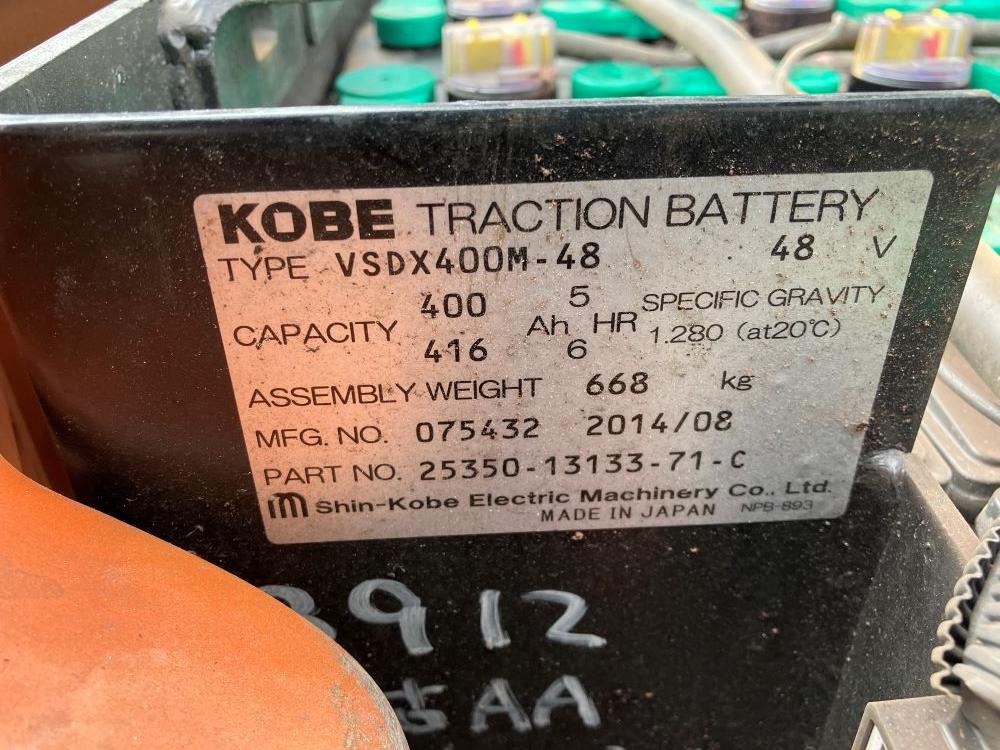 KOBE TRACTION BATTERY
TYPE VSDX400M-48 48 V
400 5 SPECIFIC GRAVITY
CAPACITY Ah HR 1.280 (at20℃)
416 6
ASSEMBLY WEIGHT 668 kg
MFG. NO. 075432 2014/08
PART NO. 25350-13133-71-C
Shin-Kobe Electric Machinery Co., Ltd.
MADE IN JAPAN NPB-893
8912
AA